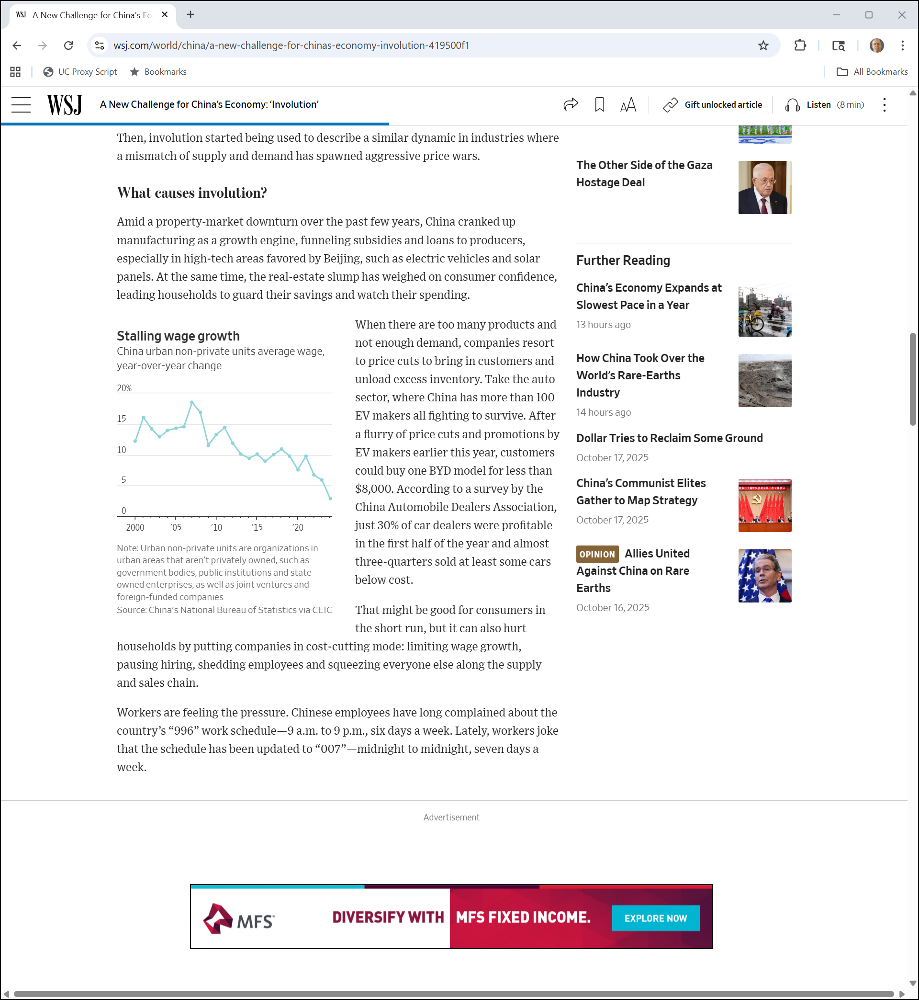 WSJ A New Challenge for China's Ec
wsj.com/world/china/a-new-challenge-for-chinas-economy-involution-419500f1
UC Proxy Script
Bookmarks
All Bookmarks
WSJ
A New Challenge for China's Economy: ‘Involution’
Gift unlocked article
Listen (8 min)
Then, involution started being used to describe a similar dynamic in industries where
a mismatch of supply and demand has spawned aggressive price wars.
What causes involution?
Amid a property-market downturn over the past few years, China cranked up
manufacturing as a growth engine, funneling subsidies and loans to producers,
especially in high-tech areas favored by Beijing, such as electric vehicles and solar
panels. At the same time, the real-estate slump has weighed on consumer confidence,
leading households to guard their savings and watch their spending.
Stalling wage growth
China urban non-private units average wage,
year-over-year change
20%
15
10
5
0
2000 ’05 ’10 ’15 ’20
Note: Urban non-private units are organizations in
urban areas that aren’t privately owned, such as
government bodies, public institutions and state-
owned enterprises, as well as joint ventures and
foreign-funded companies
Source: China’s National Bureau of Statistics via CEIC
When there are too many products and
not enough demand, companies resort
to price cuts to bring in customers and
unload excess inventory. Take the auto
sector, where China has more than 100
EV makers all fighting to survive. After
a flurry of price cuts and promotions by
EV makers earlier this year, customers
could buy one BYD model for less than
$8,000. According to a survey by the
China Automobile Dealers Association,
just 30% of car dealers were profitable
in the first half of the year and almost
three-quarters sold at least some cars
below cost.
That might be good for consumers in
the short run, but it can also hurt
households by putting companies in cost-cutting mode: limiting wage growth,
pausing hiring, shedding employees and squeezing everyone else along the supply
and sales chain.
Workers are feeling the pressure. Chinese employees have long complained about the
country’s “996” work schedule—9 a.m. to 9 p.m., six days a week. Lately, workers joke
that the schedule has been updated to “007”—midnight to midnight, seven days a
week.
The Other Side of the Gaza
Hostage Deal
Further Reading
China’s Economy Expands at
Slowest Pace in a Year
13 hours ago
How China Took Over the
World’s Rare-Earths
Industry
14 hours ago
Dollar Tries to Reclaim Some Ground
October 17, 2025
China’s Communist Elites
Gather to Map Strategy
October 17, 2025
OPINION Allies United
Against China on Rare
Earths
October 16, 2025
Advertisement
MFS®
DIVERSIFY WITH MFS FIXED INCOME.
EXPLORE NOW